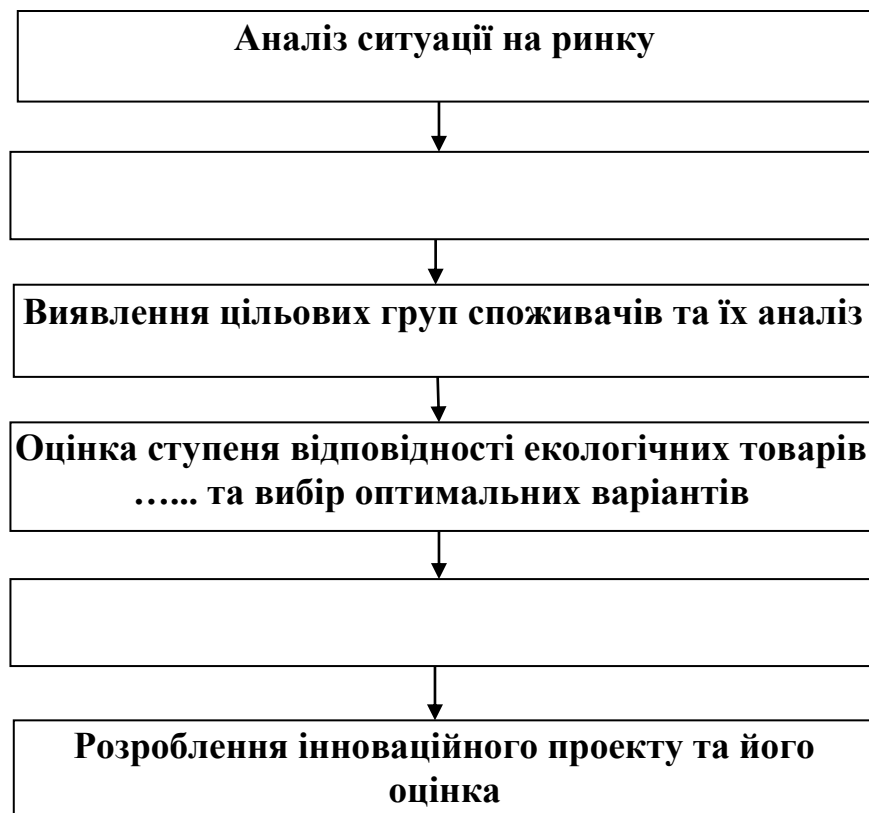 Аналіз ситуації на ринку
Виявлення цільових груп споживачів та їх аналіз
Оцінка ступеня відповідності екологічних товарів
…... та вибір оптимальних варіантів
Розроблення інноваційного проекту та його
оцінка